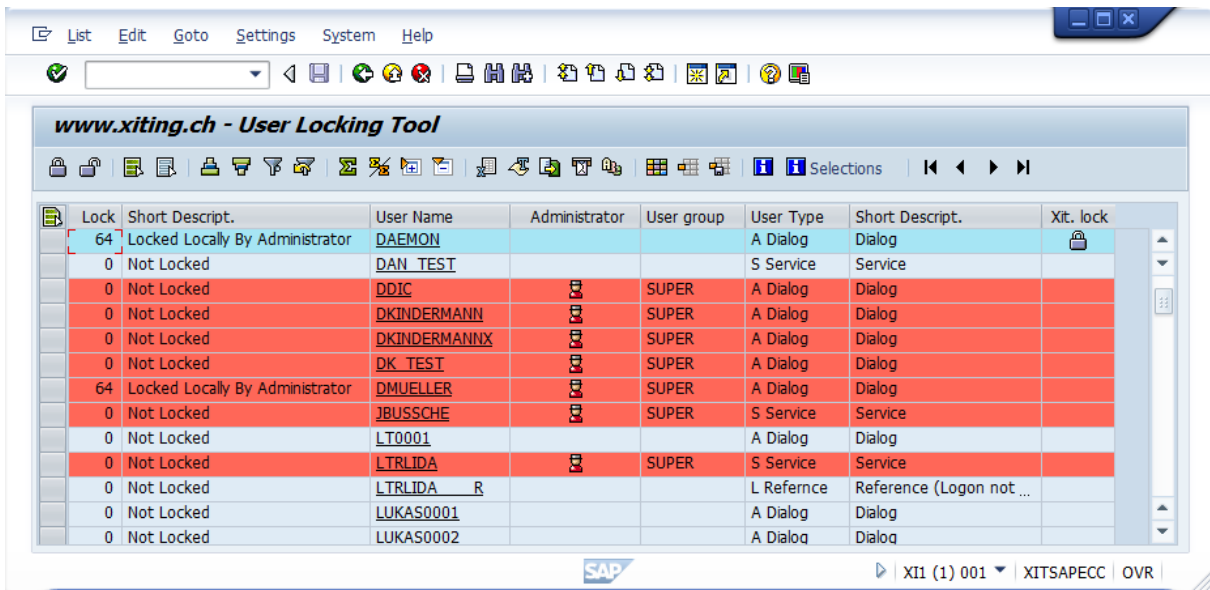 List Edit Goto Settings System Help
www.xiting.ch - User Locking Tool
Selections
Lock Short Descript. User Name Administrator User group User Type Short Descript. Xit. lock
64 Locked Locally By Administrator DAEMON A Dialog Dialog
0 Not Locked DAN_TEST S Service Service
0 Not Locked DDIC SUPER A Dialog Dialog
0 Not Locked DKINDERMANN SUPER A Dialog Dialog
0 Not Locked DKINDERMANNX SUPER A Dialog Dialog
0 Not Locked DK_TEST SUPER A Dialog Dialog
64 Locked Locally By Administrator DMUELLER SUPER A Dialog Dialog
0 Not Locked JBUSSCHE SUPER S Service Service
0 Not Locked LT0001 A Dialog Dialog
0 Not Locked LTRLIDA SUPER S Service Service
0 Not Locked LTRLIDA____R L Refernce Reference (Logon not ...
0 Not Locked LUKAS0001 A Dialog Dialog
0 Not Locked LUKAS0002 A Dialog Dialog
SAP XI1 (1) 001 XITSAPECC OVR